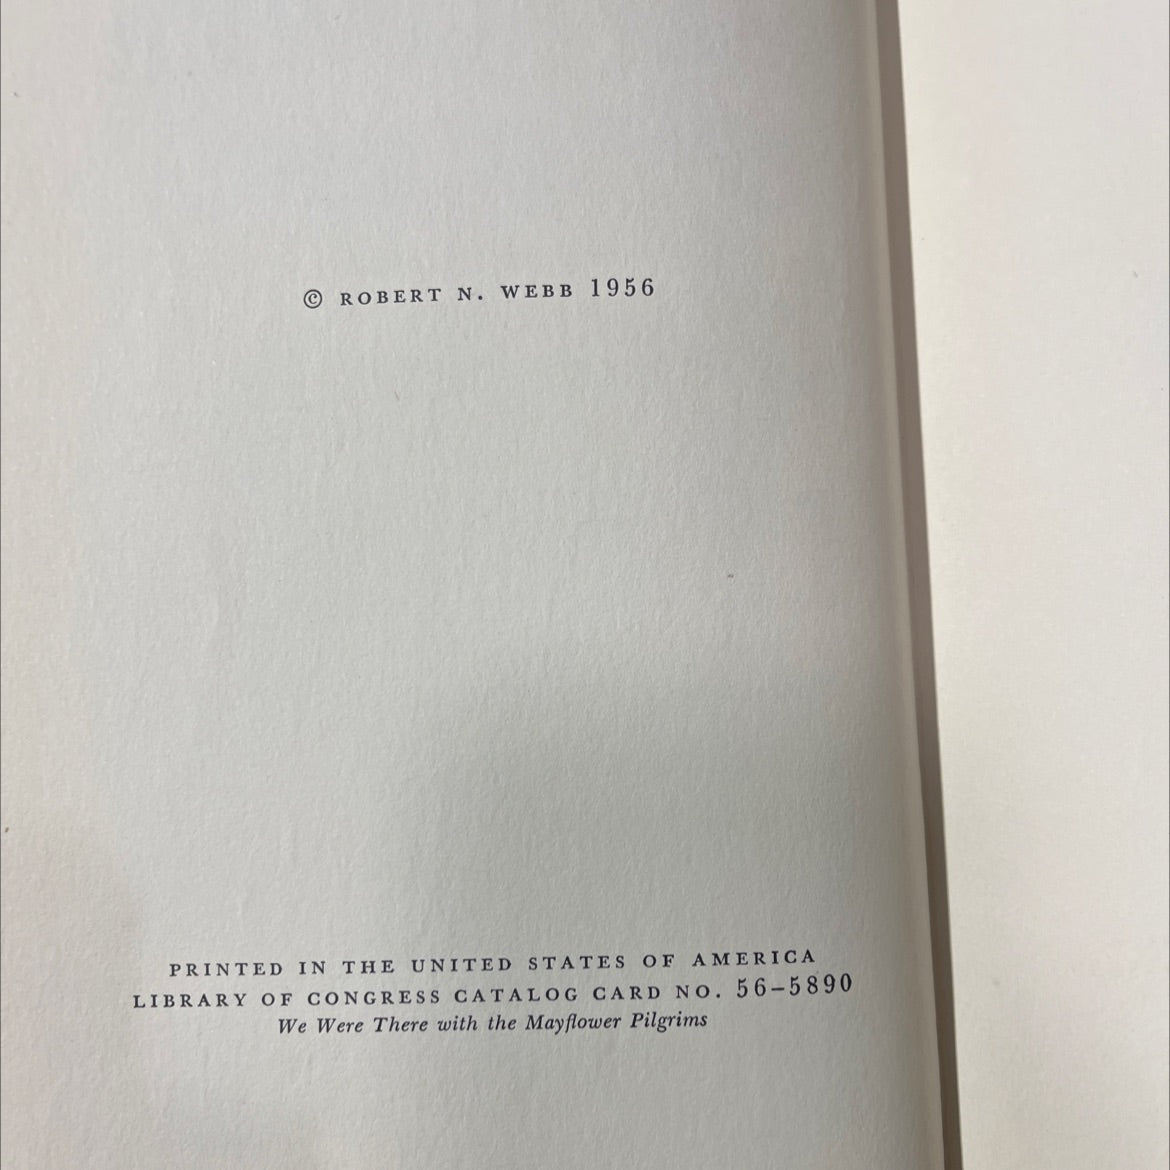 © ROBERT N. WEBB 1956
PRINTED IN THE UNITED STATES OF AMERICA
LIBRARY OF CONGRESS CATALOG CARD NO. 56–5890
We Were There with the Mayflower Pilgrims